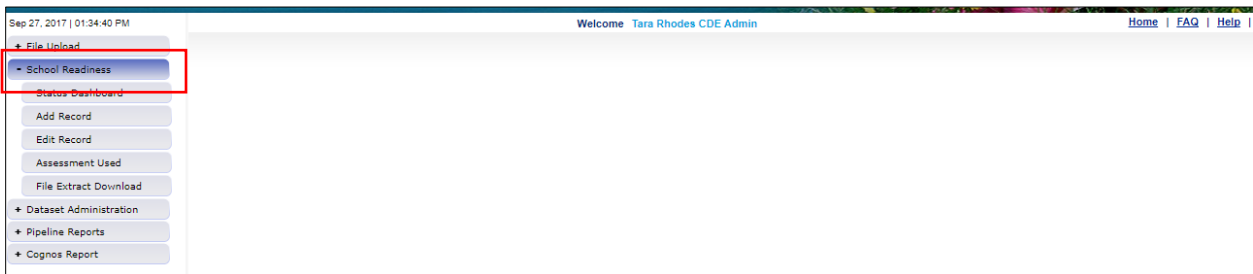 Sep 27, 2017 | 01:34:40 PM Welcome Tara Rhodes CDE Admin Home | FAQ | Help |
+ File Upload
- School Readiness
Status Dashboard
Add Record
Edit Record
Assessment Used
File Extract Download
+ Dataset Administration
+ Pipeline Reports
+ Cognos Report